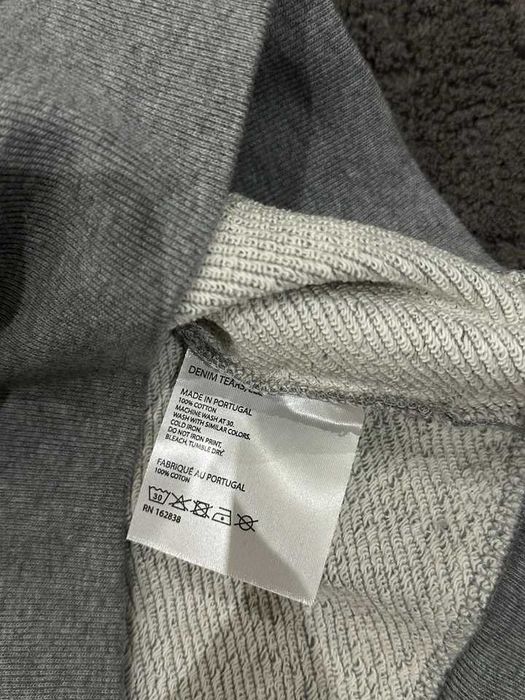 DENIM TEARS,
MADE IN PORTUGAL
100% COTTON
MACHINE WASH AT 30.
WASH WITH SIMILAR COLORS.
COLD IRON.
DO NOT IRON PRINT,
BLEACH, TUMBLE DRY.
FABRIQUÉ AU PORTUGAL
100% COTON
30
RN 162838